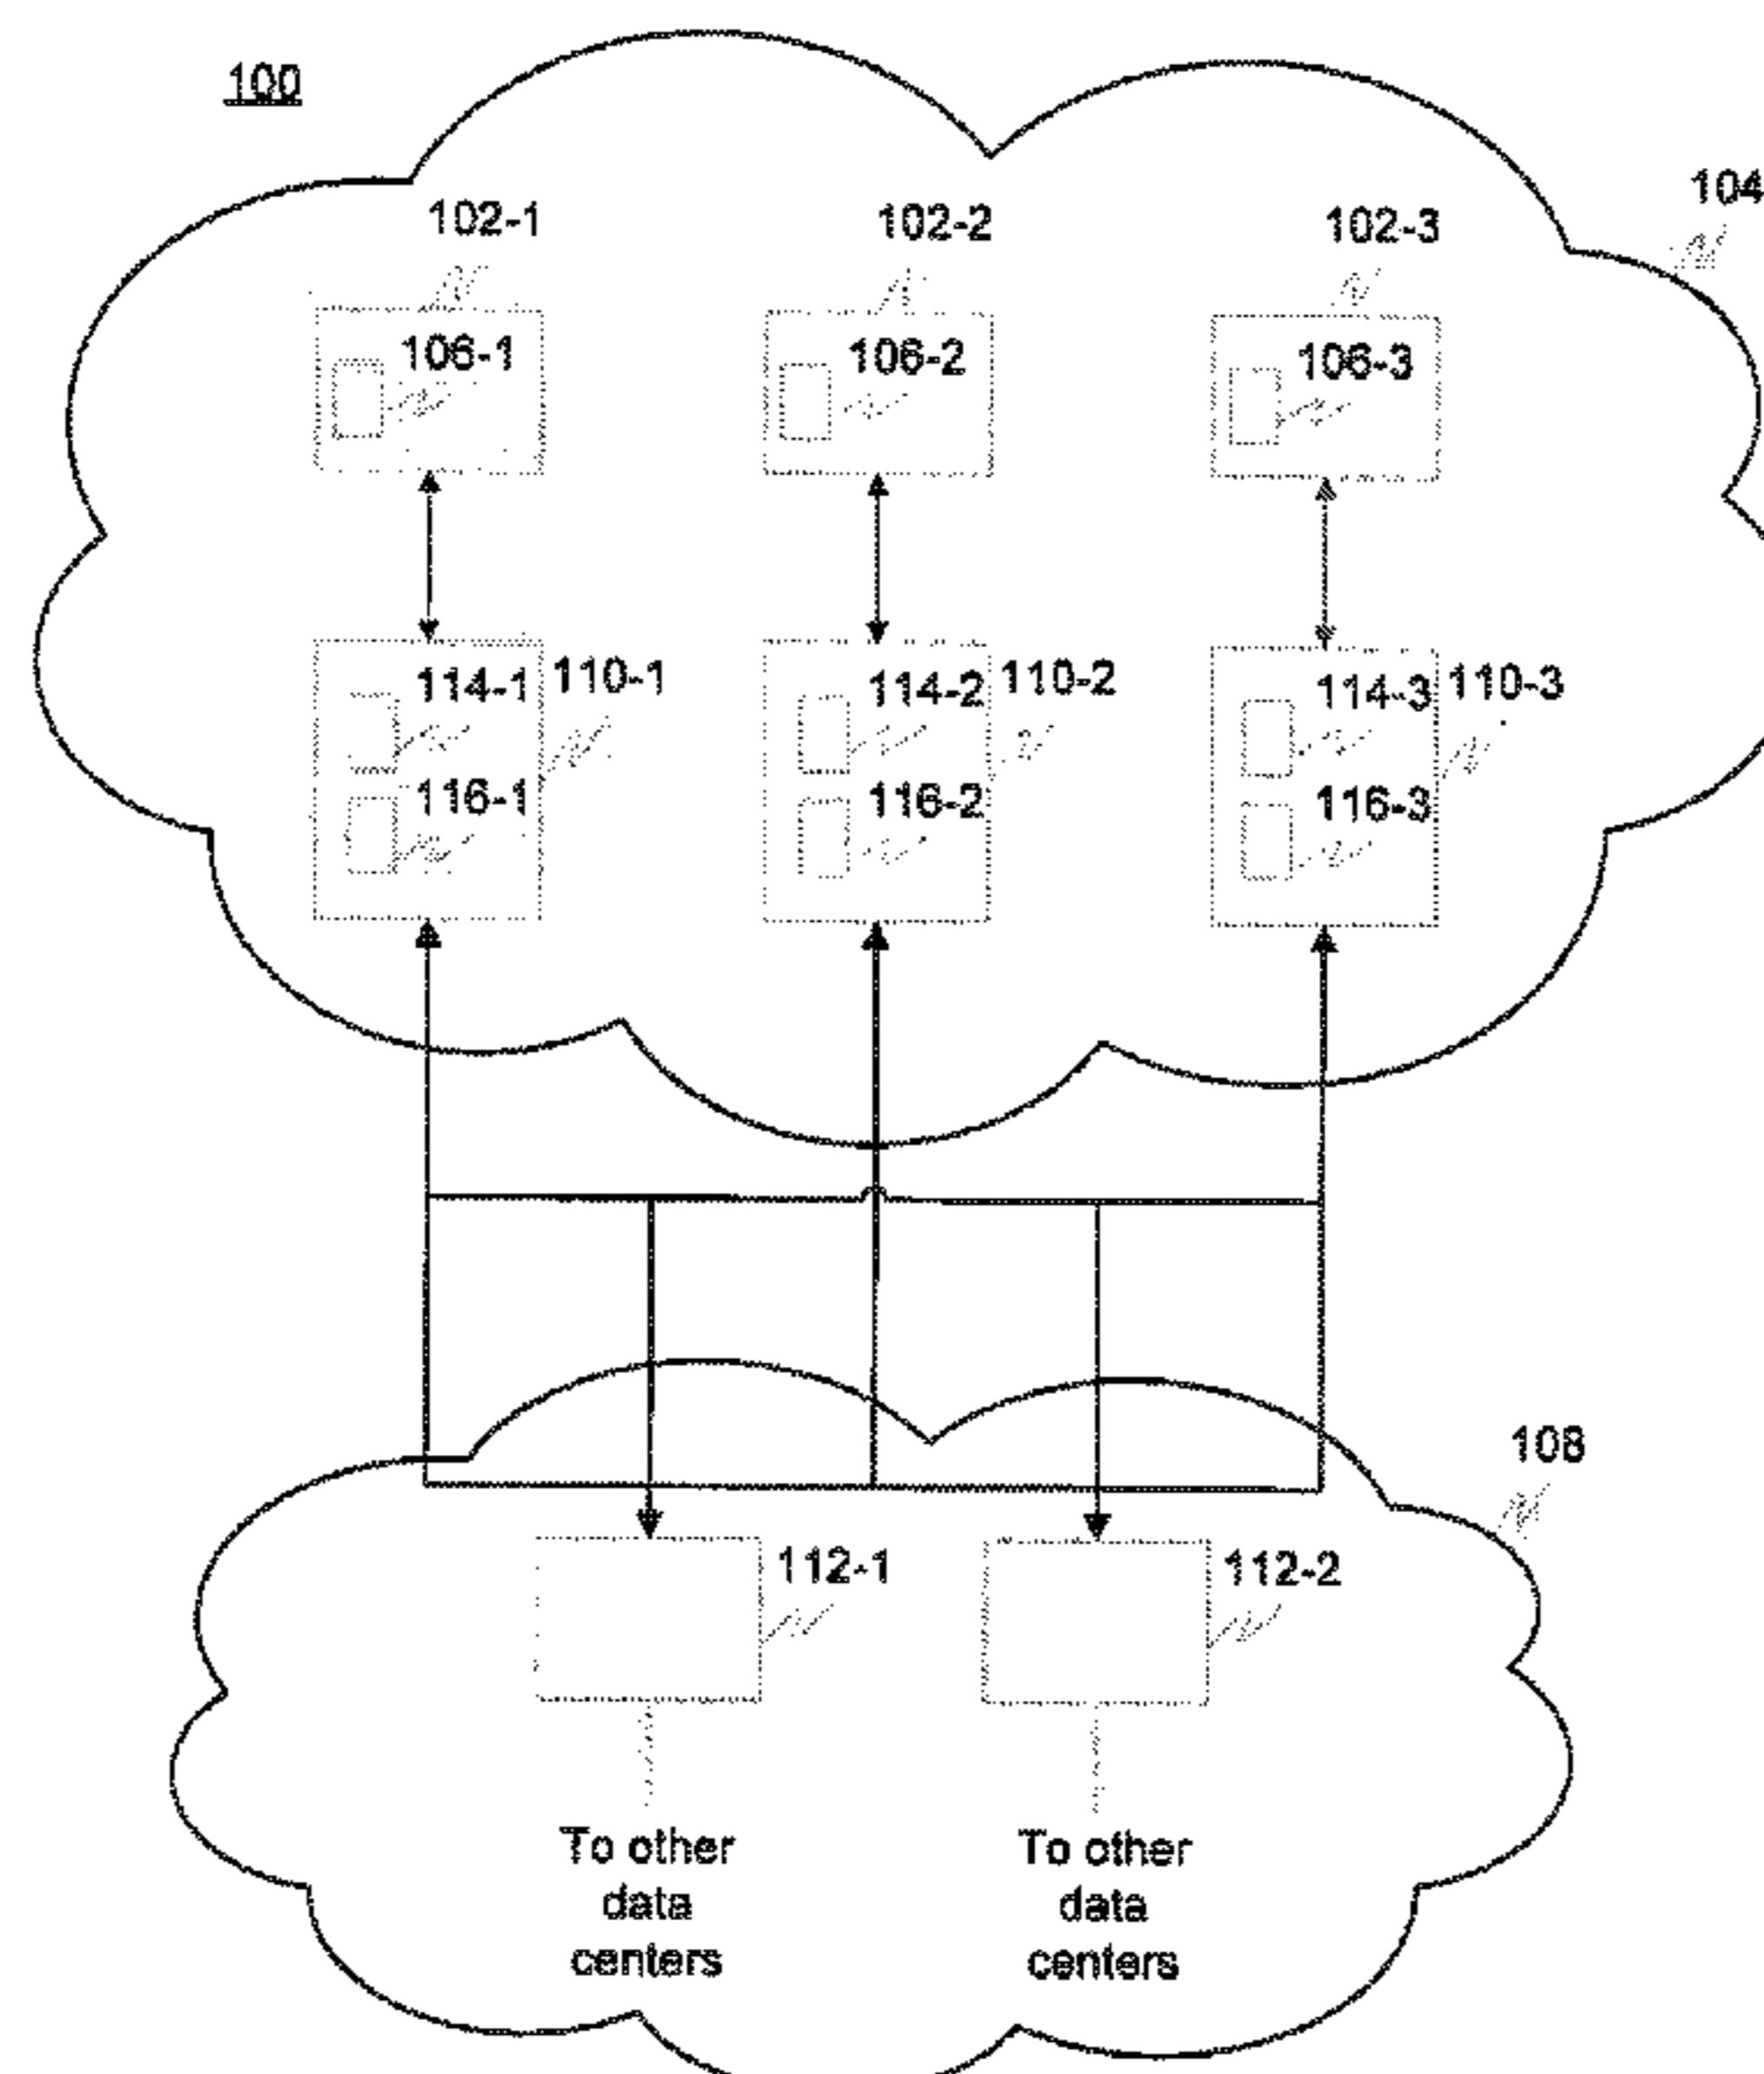 100
104
102-1 102-2 102-3
106-1 106-2 106-3
114-1 110-1 114-2 110-2 114-3 110-3
116-1 116-2 116-3
108
112-1 112-2
To other To other
data data
centers centers